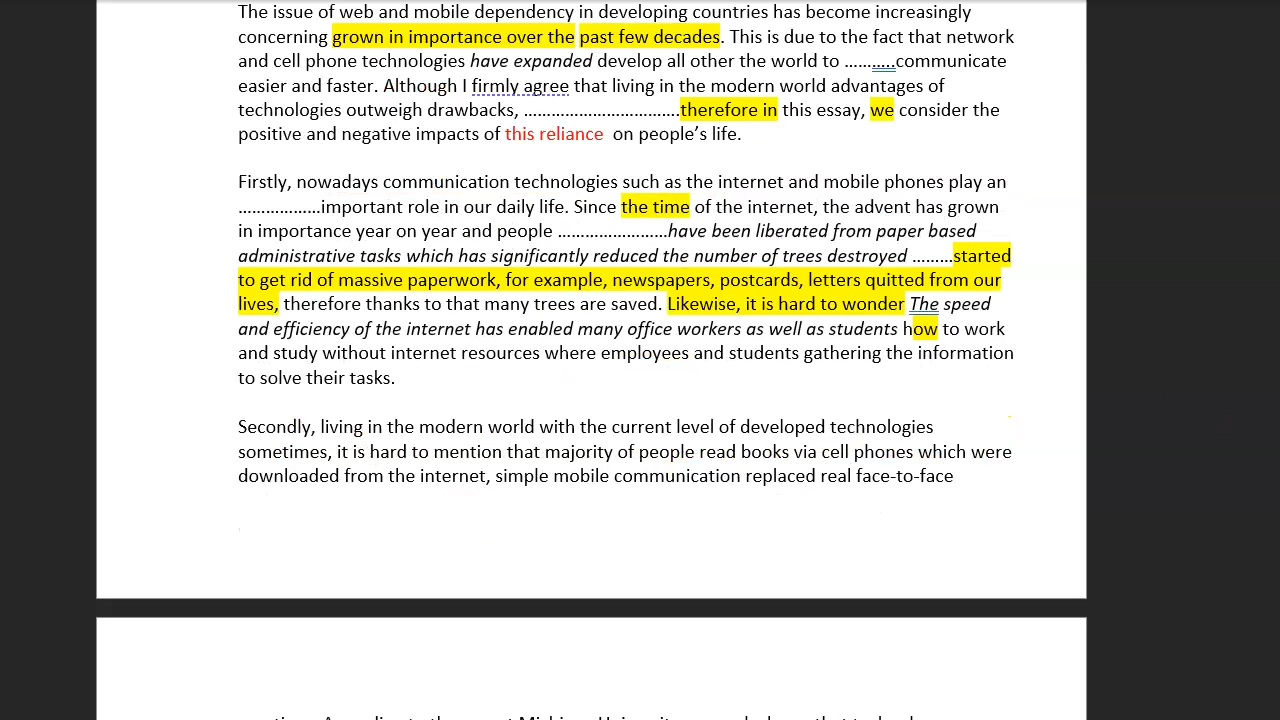 The issue of web and mobile dependency in developing countries has become increasingly
concerning grown in importance over the past few decades. This is due to the fact that network
and cell phone technologies have expanded develop all other the world to ...........communicate
easier and faster. Although I firmly agree that living in the modern world advantages of
technologies outweigh drawbacks, ..................................therefore in this essay, we consider the
positive and negative impacts of this reliance on people’s life.
Firstly, nowadays communication technologies such as the internet and mobile phones play an
..................important role in our daily life. Since the time of the internet, the advent has grown
in importance year on year and people ........................have been liberated from paper based
administrative tasks which has significantly reduced the number of trees destroyed .........started
to get rid of massive paperwork, for example, newspapers, postcards, letters quitted from our
lives, therefore thanks to that many trees are saved. Likewise, it is hard to wonder The speed
and efficiency of the internet has enabled many office workers as well as students how to work
and study without internet resources where employees and students gathering the information
to solve their tasks.
Secondly, living in the modern world with the current level of developed technologies
sometimes, it is hard to mention that majority of people read books via cell phones which were
downloaded from the internet, simple mobile communication replaced real face-to-face